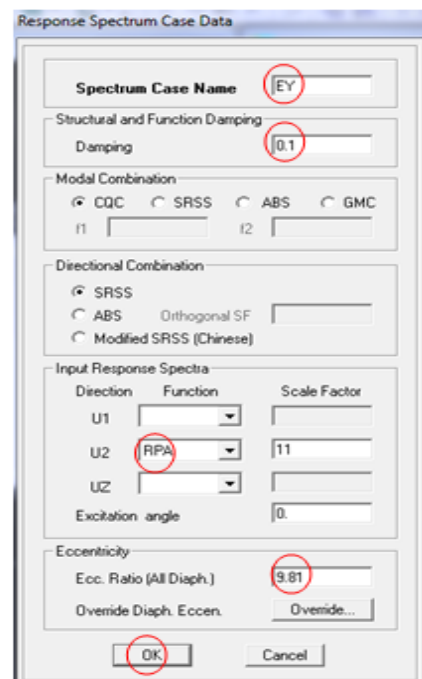 Response Spectrum Case Data
Spectrum Case Name EY
Structural and Function Damping
Damping 0.1
Modal Combination
CQC SRSS ABS GMC
f1 f2
Directional Combination
SRSS
ABS Orthogonal SF
Modified SRSS (Chinese)
Input Response Spectra
Direction Function Scale Factor
U1
U2 RPA 11
UZ
Excitation angle 0.
Eccentricity
Ecc. Ratio (All Diaph.) 9.81
Override Diaph. Eccen. Override...
OK Cancel